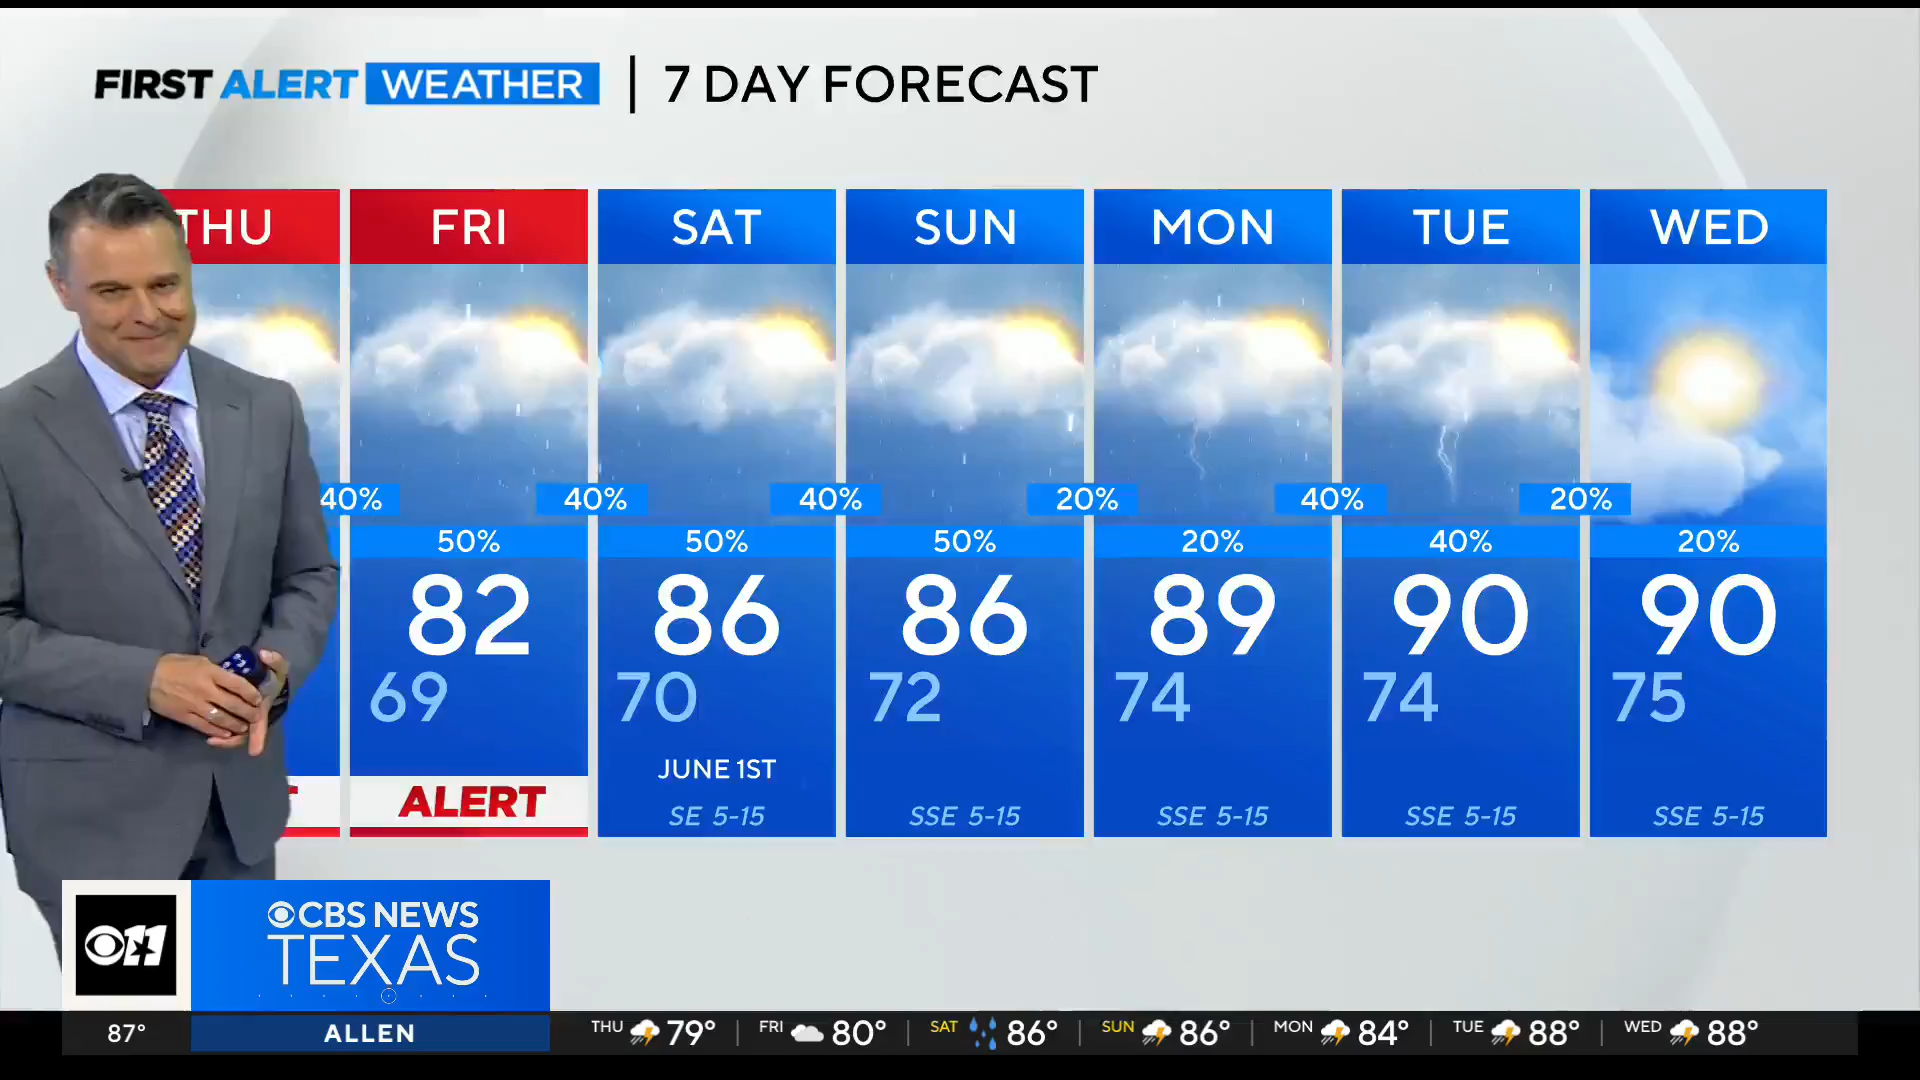 FIRST ALERT WEATHER | 7 DAY FORECAST
THU FRI SAT SUN MON TUE WED
40% 40% 40% 20% 40% 20%
50% 50% 50% 20% 40% 20%
82 86 86 89 90 90
69 70 72 74 74 75
JUNE 1ST
ALERT SE 5-15 SSE 5-15 SSE 5-15 SSE 5-15 SSE 5-15
11 CBS NEWS
TEXAS
87° ALLEN THU 79° FRI 80° SAT 86° SUN 86° MON 84° TUE 88° WED 88°